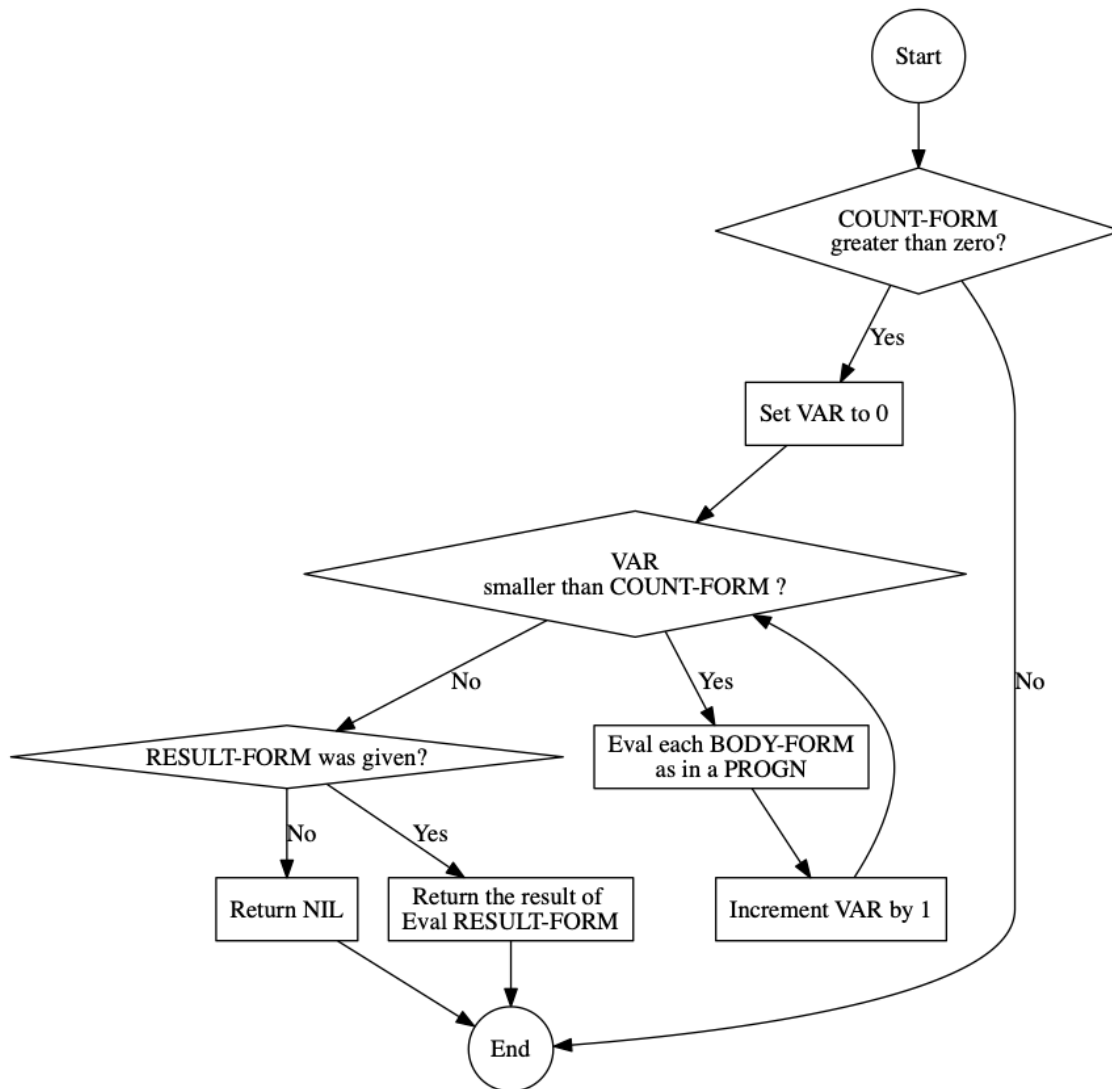 Start
COUNT-FORM
greater than zero?
Yes
Set VAR to 0
VAR
smaller than COUNT-FORM ?
No
Yes
No
RESULT-FORM was given?
Eval each BODY-FORM
as in a PROGN
No
Yes
Return NIL
Return the result of
Eval RESULT-FORM
Increment VAR by 1
End